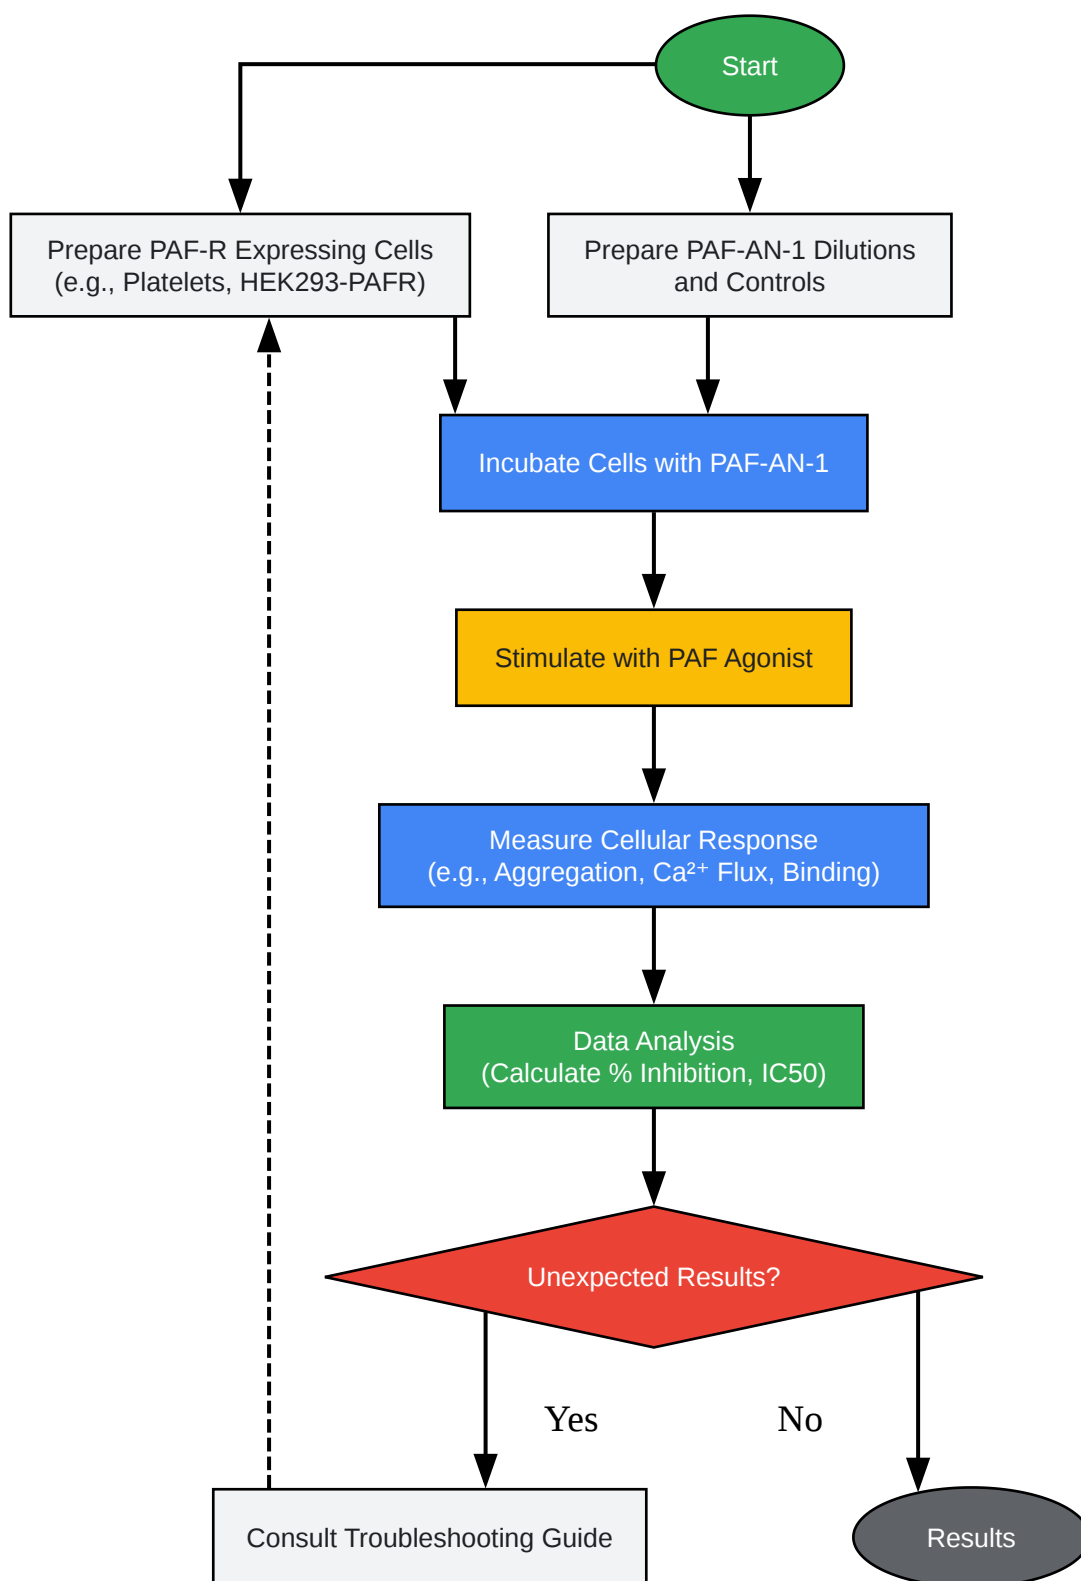 Start
Prepare PAF-R Expressing Cells
(e.g., Platelets, HEK293-PAFR)
Prepare PAF-AN-1 Dilutions
and Controls
Incubate Cells with PAF-AN-1
Stimulate with PAF Agonist
Measure Cellular Response
(e.g., Aggregation, Ca²⁺ Flux, Binding)
Data Analysis
(Calculate % Inhibition, IC50)
Unexpected Results?
Yes
No
Consult Troubleshooting Guide
Results